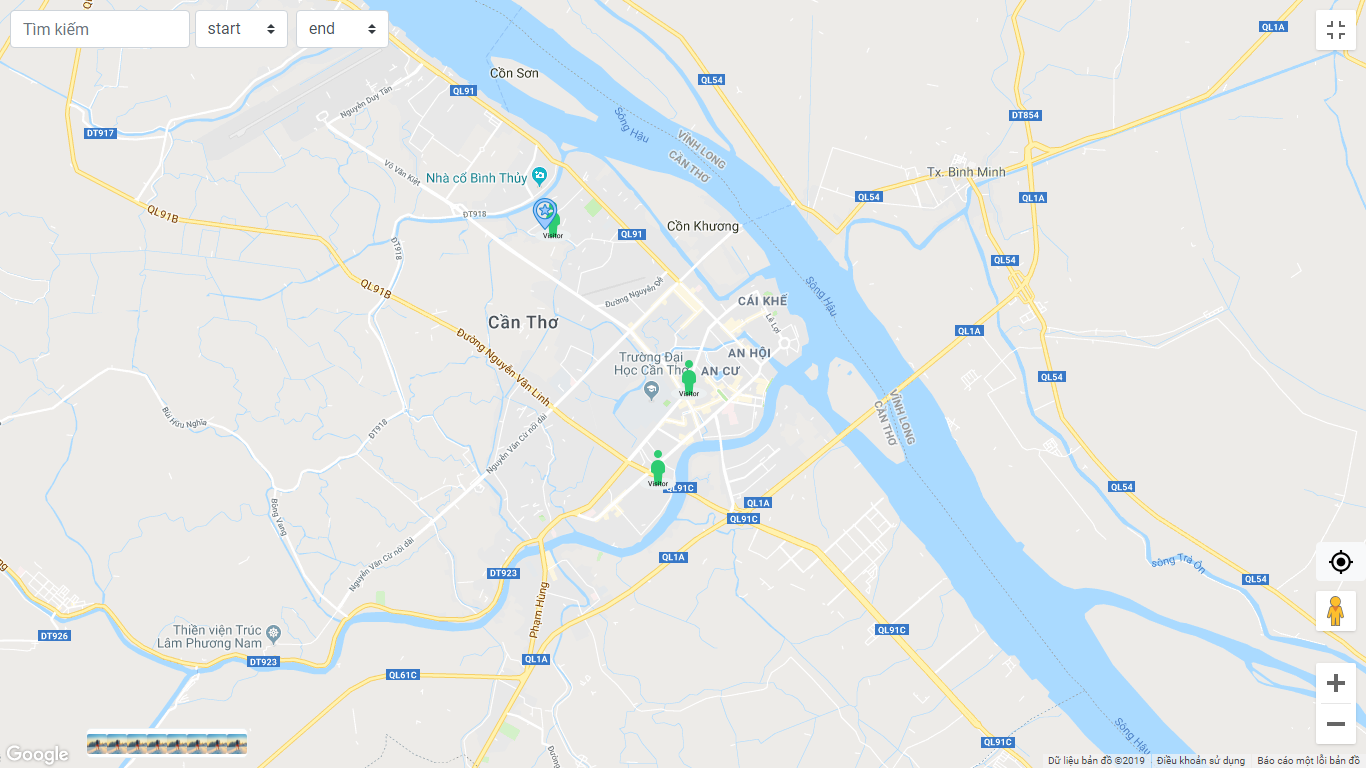 Tìm kiếm
start
end
QL1A
Cồn Sơn
QL54
QL91
Nguyễn Duy Tân
Sông Hậu
DT854
DT917
VĨNH LONG
CẦN THƠ
Võ Văn Kiệt
Nhà cổ Bình Thủy
Tx. Bình Minh
QL54
QL1A
QL91B
ĐT918
Cồn Khương
Visitor
QL91
ĐT918
QL54
QL91B
Đường Nguyễn Đệ
Sông Hậu
CÁI KHẾ
Lê Lợi
Cần Thơ
QL1A
Đường Nguyễn Văn Linh
AN HỘI
Trường Đại
Học Cần Thơ
AN CƯ
QL54
Visitor
VĨNH LONG
CẦN THƠ
Bùi Hữu Nghĩa
ĐT918
Nguyễn Văn Cừ nối dài
Visitor
QL91C
QL54
QL1A
QL91C
Bông Vang
Nguyễn Văn Cừ nối dài
QL1A
sông Trà Ôn
DT923
QL54
Phạm Hùng
DT926
Thiền viện Trúc
Lâm Phương Nam
QL91C
DT923
QL1A
QL61C
Sông Hậu
QL91C
Google
Dữ liệu bản đồ ©2019
Điều khoản sử dụng
Báo cáo một lỗi bản đồ